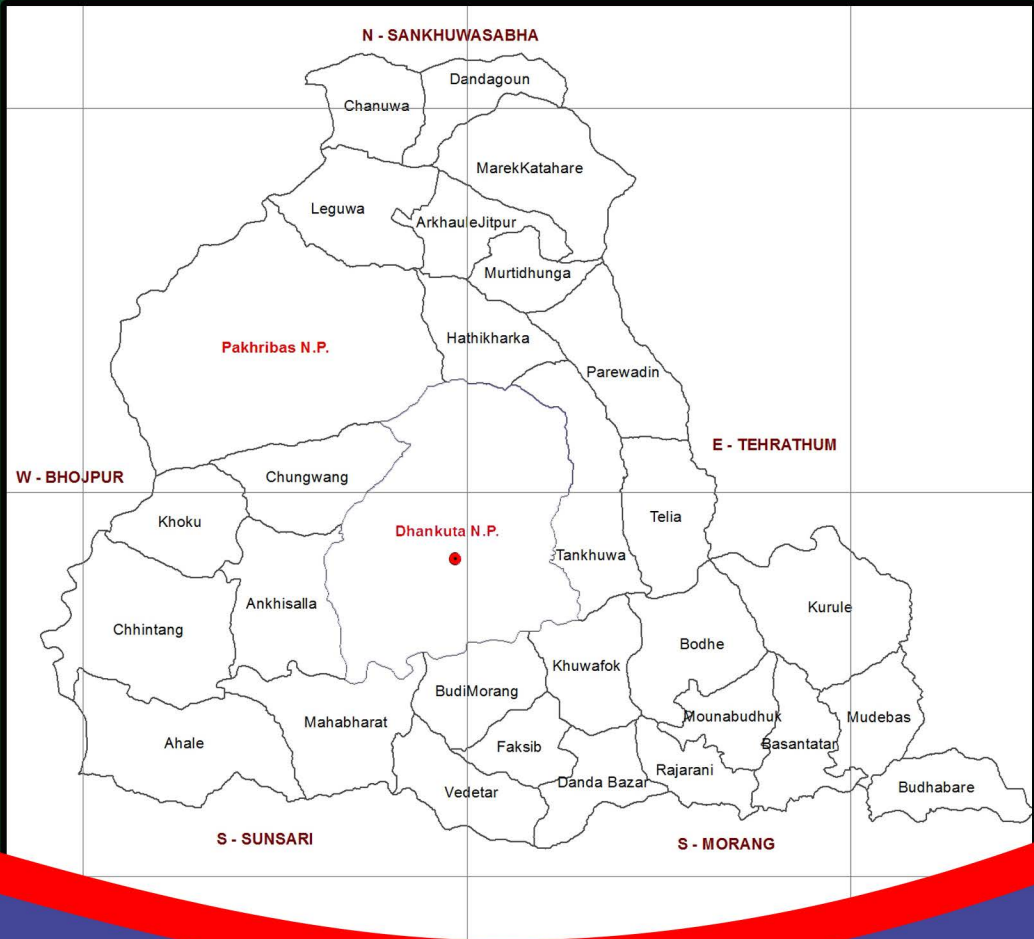 N - SANKHUWASABHA
Dandagoun
Chanuwa
MarekKatahare
Leguwa
ArkhauleJitpur
Murtidhunga
Hathikharka
Pakhribas N.P.
Parewadin
E - TEHRATHUM
W - BHOJPUR
Chungwang
Khoku
Telia
Dhankuta N.P.
Tankhuwa
Ankhisalla
Kurule
Chhintang
Bodhe
Khuwafok
BudiMorang
Mounabudhuk
Mudebas
Mahabharat
Ahale
Faksib
Basantatar
Rajarani
Danda Bazar
Vedetar
Budhabare
S - SUNSARI
S - MORANG